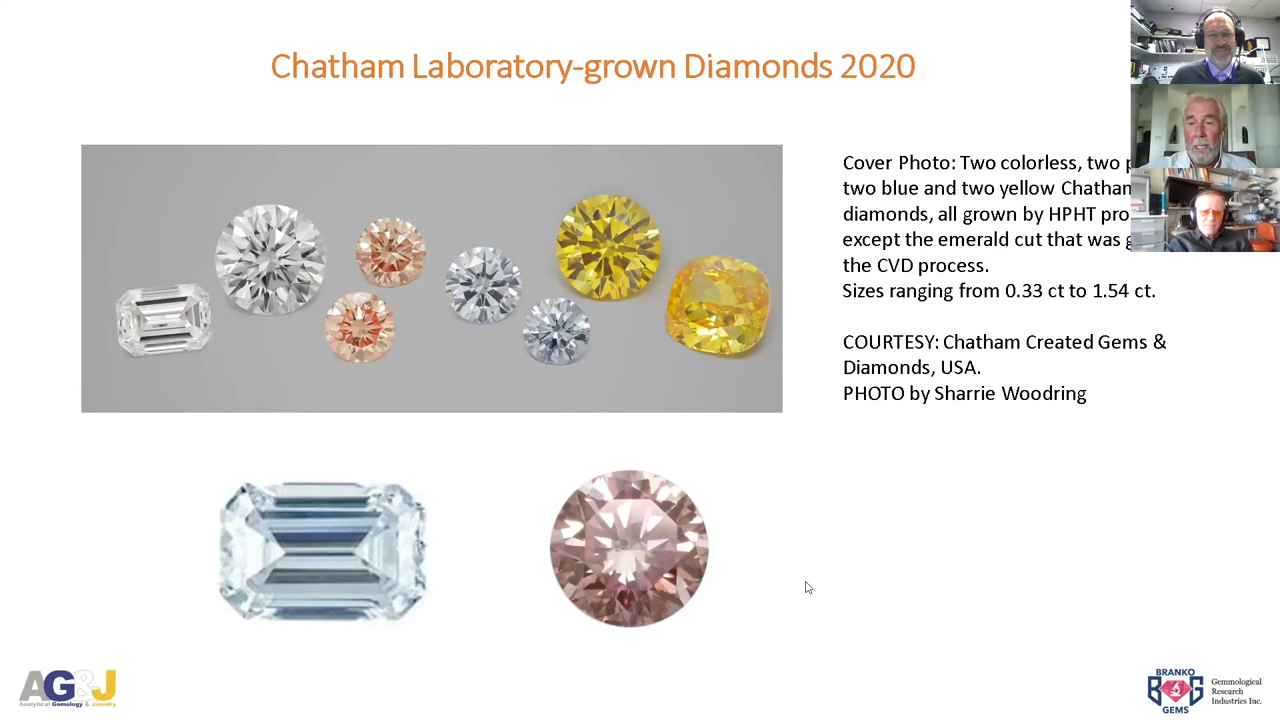 Chatham Laboratory-grown Diamonds 2020
Cover Photo: Two colorless, two
two blue and two yellow Chatham
diamonds, all grown by HPHT
except the emerald cut that was
the CVD process.
Sizes ranging from 0.33 ct to 1.54 ct.
COURTESY: Chatham Created Gems &
Diamonds, USA.
PHOTO by Sharrie Woodring
AG&J
Analytical Gemology & Jewelry
BRANKO
GEMS
Gemmological
Research
Industries Inc.